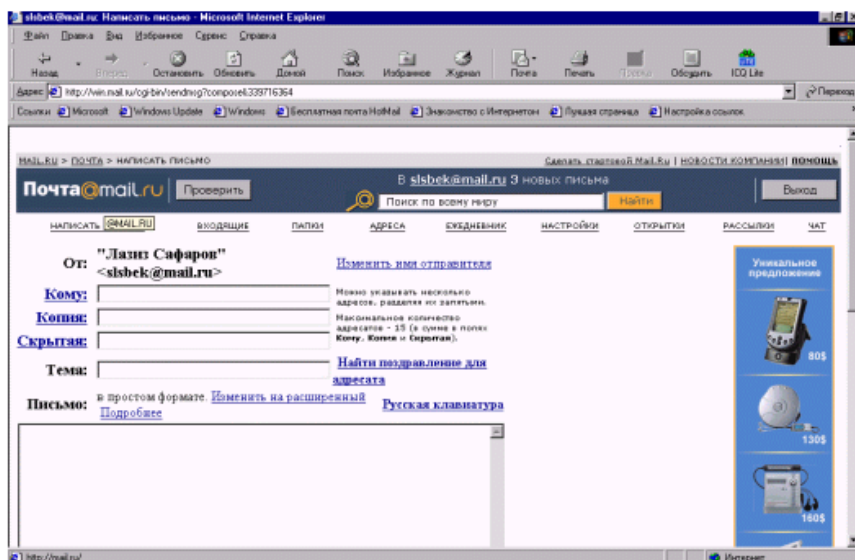 slsbek@mail.ru: Написать письмо - Microsoft Internet Explorer
Файл Правка Вид Избранное Сервис Справка
Назад Вперед Остановить Обновить Домой Поиск Избранное Журнал Почта Печать Правка Обсудить ICQ Lite
Адрес http://win.mail.ru/cgi-bin/sendmsg?compose&339716364 Переход
Ссылки Microsoft Windows Update Windows Бесплатная почта HotMail Знакомство с Интернетом Лучшая страница Настройка ссылок
MAIL.RU > ПОЧТА > НАПИСАТЬ ПИСЬМО Сделать стартовой Mail.Ru | НОВОСТИ КОМПАНИИ | ПОМОЩЬ
Почта@mail.ru Проверить В slsbek@mail.ru 3 новых письма Выход
Поиск по всему миру Найти
НАПИСАТЬ @MAIL.RU ВХОДЯЩИЕ ПАПКИ АДРЕСА ЕЖЕДНЕВНИК НАСТРОЙКИ ОТКРЫТКИ РАССЫЛКИ ЧАТ
От: "Лазиз Сафаров"
<slsbek@mail.ru> Изменить имя отправителя
Кому: Можно указывать несколько
адресов, разделяя их запятыми.
Копия: Максимальное количество
адресатов - 15 (в сумме в полях
Скрытая: Кому, Копия и Скрытая).
Тема: Найти поздравление для
адресата
Письмо: в простом формате. Изменить на расширенный
Подробнее Русская клавиатура
Уникальное
предложение
80$
130$
160$
http://mail.ru/ Интернет